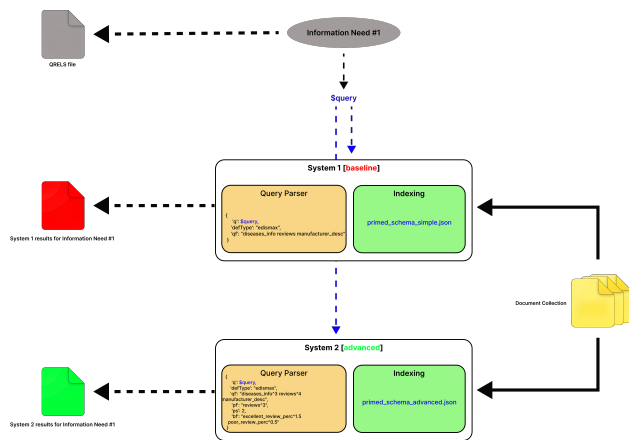 Information Need #1
QRELS file
$query
System 1 [baseline]
Query Parser
{
'q': $query,
'defType': "edismax",
'qf': "diseases_info reviews manufacturer_desc"
}
Indexing
primed_schema_simple.json
System 1 results for Information Need #1
Document Collection
System 2 [advanced]
Query Parser
{
'q': $query,
'defType': "edismax",
'qf': "diseases_info^3 reviews^4
manufacturer_desc",
'pf': "reviews^3",
'ps': 2,
'bf': "excellent_review_perc^1.5
poor_review_perc^0.5"
}
Indexing
primed_schema_advanced.json
System 2 results for Information Need #1